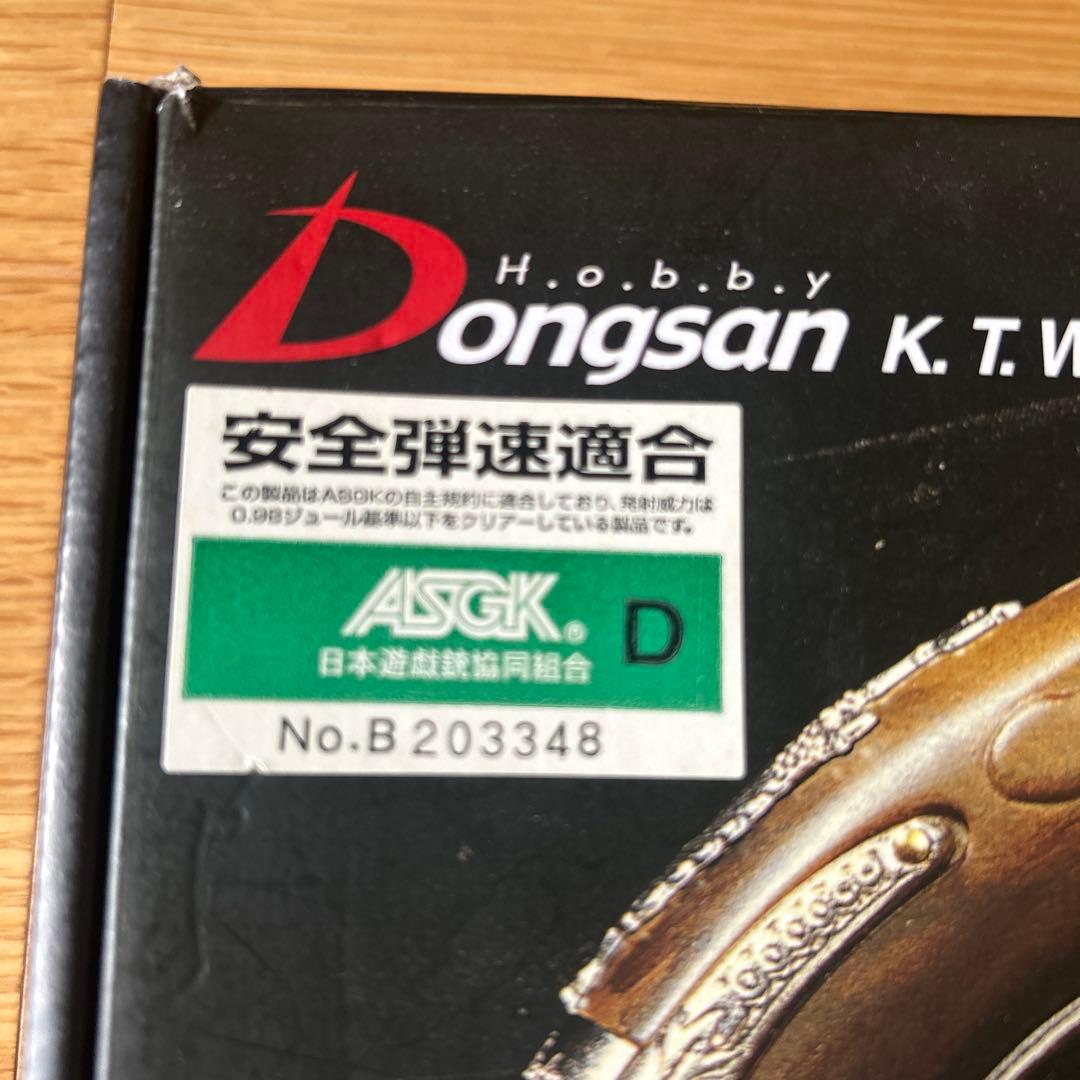 H.o.b.b.y
Dongsan K.T.W
安全弾速適合
この製品はASGKの自主規約に適合しており、発射威力は
0.98ジュール基準以下をクリアーしている製品です。
ASGK® D
日本遊戯銃協同組合
No.B 203348